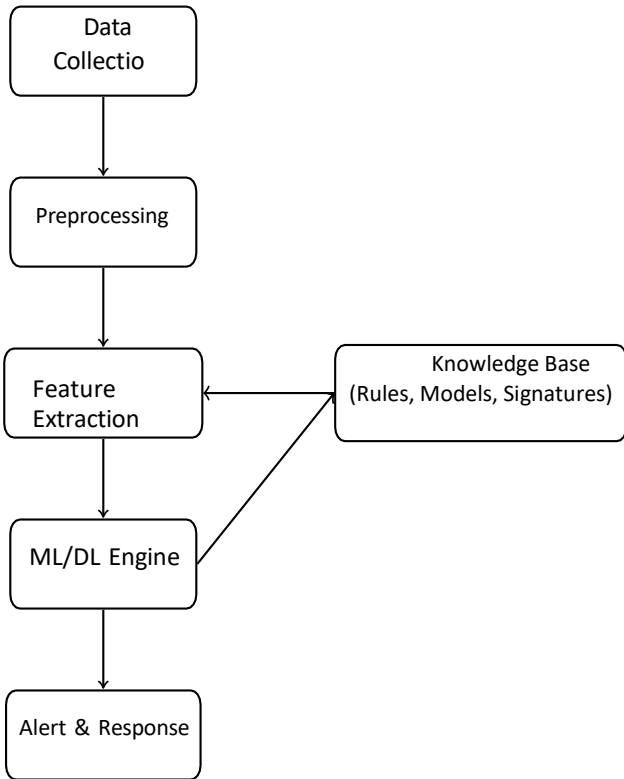 Data
Collectio
Preprocessing
Feature
Extraction
Knowledge Base
(Rules, Models, Signatures)
ML/DL Engine
Alert & Response